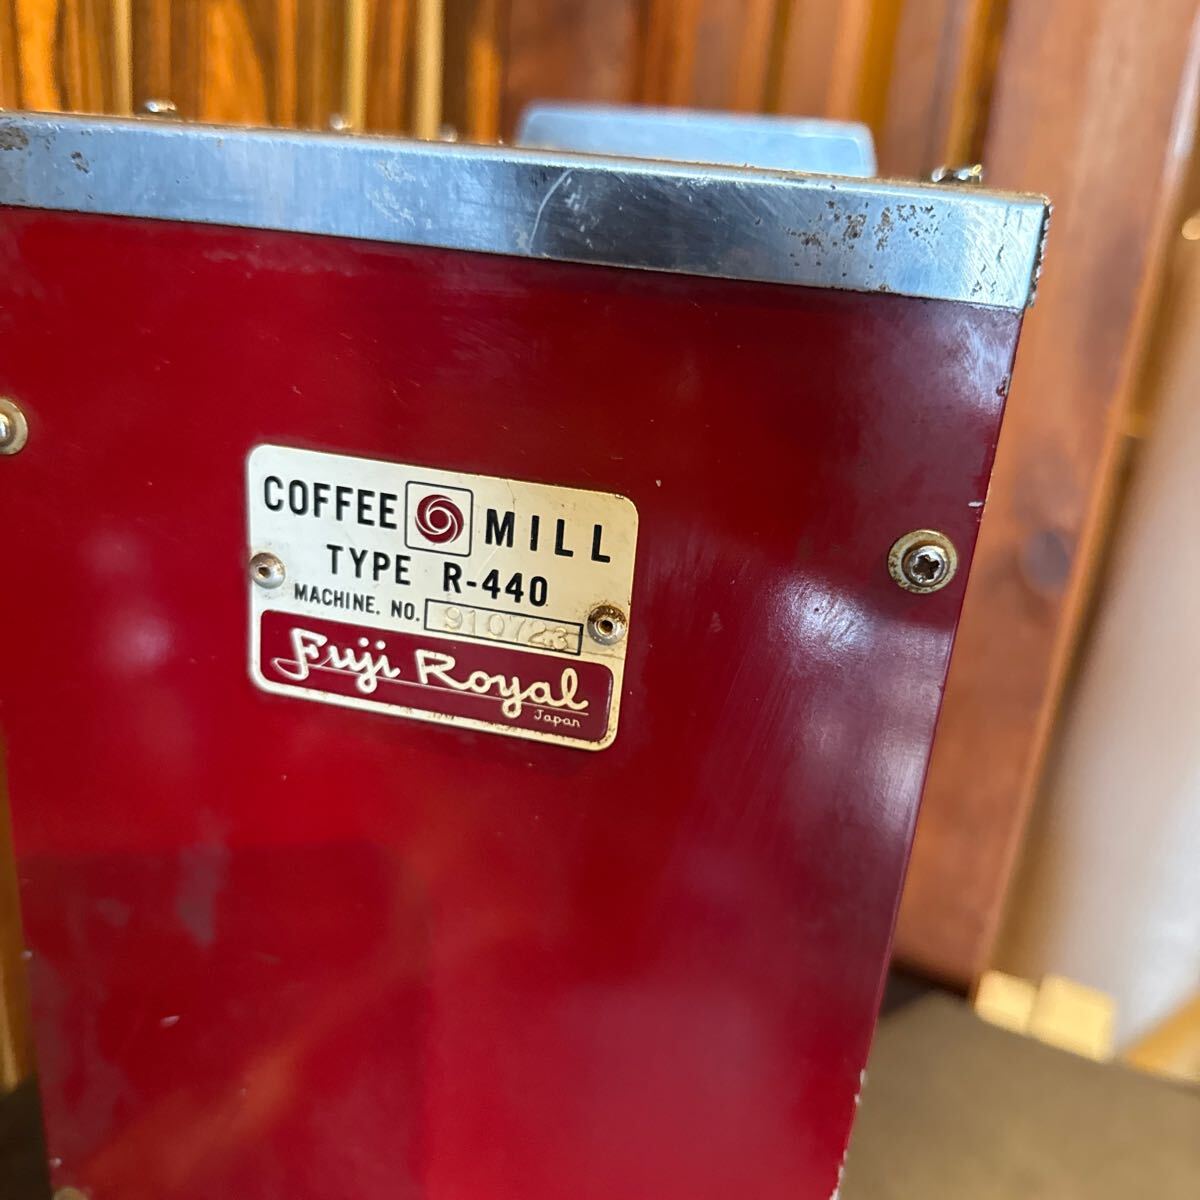 COFFEE MILL
TYPE R-440
MACHINE. NO. 910723
Fuji Royal
Japan